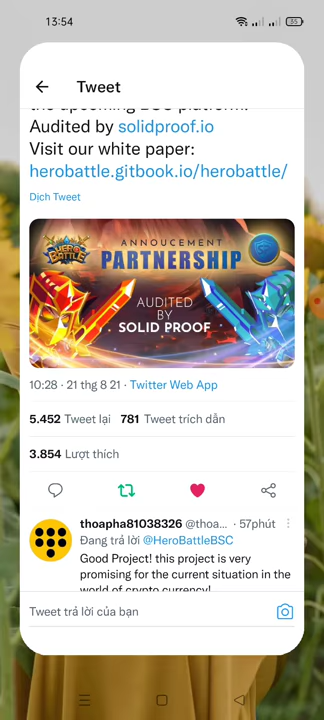 13:54
35
Tweet
the upcoming BSC platform.
Audited by solidproof.io
Visit our white paper:
herobattle.gitbook.io/herobattle/
Dịch Tweet
HERO
BATTLE
ANNOUCEMENT
PARTNERSHIP
AUDITED
BY
SOLID PROOF
10:28 · 21 thg 8 21 · Twitter Web App
5.452 Tweet lại 781 Tweet trích dẫn
3.854 Lượt thích
thoapha81038326 @thoa... · 57phút
Đang trả lời @HeroBattleBSC
Good Project! this project is very
promising for the current situation in the
world of crypto currency!
Tweet trả lời của bạn